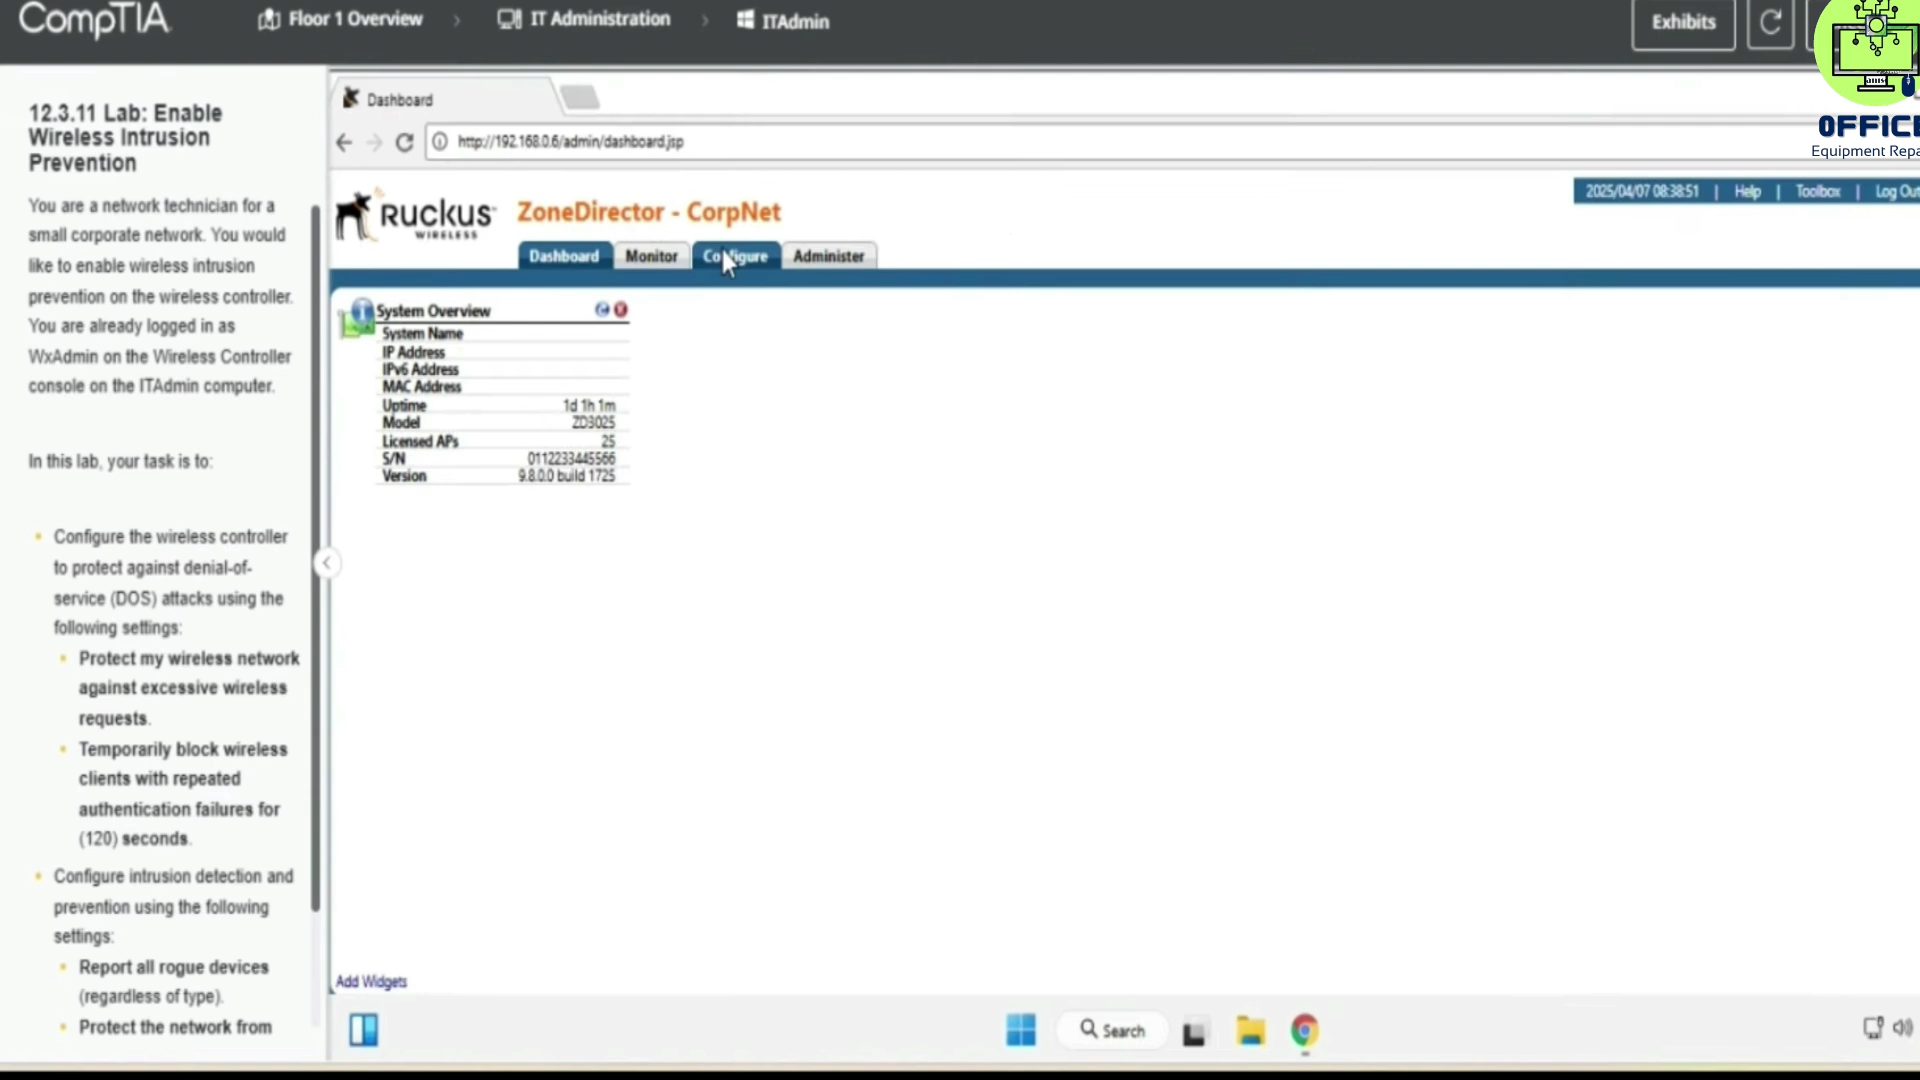 CompTIA
Floor 1 Overview
IT Administration
ITAdmin
Exhibits
OFFICE
Equipment Repa
12.3.11 Lab: Enable
Wireless Intrusion
Prevention
You are a network technician for a
small corporate network. You would
like to enable wireless intrusion
prevention on the wireless controller.
You are already logged in as
WxAdmin on the Wireless Controller
console on the ITAdmin computer.
In this lab, your task is to:
Configure the wireless controller
to protect against denial-of-
service (DOS) attacks using the
following settings:
Protect my wireless network
against excessive wireless
requests.
Temporarily block wireless
clients with repeated
authentication failures for
(120) seconds.
Configure intrusion detection and
prevention using the following
settings:
Report all rogue devices
(regardless of type).
Protect the network from
Dashboard
http://192.168.0.6/admin/dashboard.jsp
RUCKUS
WIRELESS
ZoneDirector - CorpNet
2025/04/07 08:38:51 | Help | Toolbox | Log Out
Dashboard Monitor Configure Administer
System Overview
System Name
IP Address
IPv6 Address
MAC Address
Uptime 1d 1h 1m
Model ZD3025
Licensed APs 25
S/N 0112233445566
Version 9.8.0.0 build 1725
Add Widgets
Search